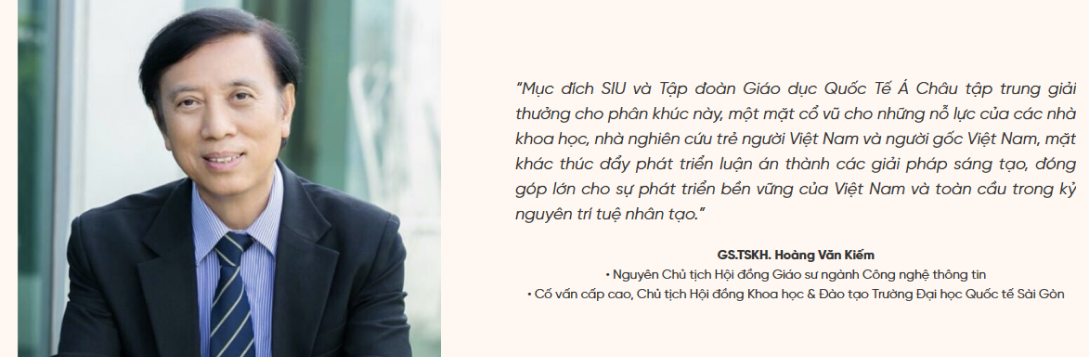 “Mục đích SIU và Tập đoàn Giáo dục Quốc Tế Á Châu tập trung giải
thưởng cho phân khúc này, một mặt cổ vũ cho những nỗ lực của các nhà
khoa học, nhà nghiên cứu trẻ người Việt Nam và người gốc Việt Nam, mặt
khác thúc đẩy phát triển luận án thành các giải pháp sáng tạo, đóng
góp lớn cho sự phát triển bền vững của Việt Nam và toàn cầu trong kỷ
nguyên trí tuệ nhân tạo.”
GS.TSKH. Hoàng Văn Kiếm
• Nguyên Chủ tịch Hội đồng Giáo sư ngành Công nghệ thông tin
• Cố vấn cấp cao, Chủ tịch Hội đồng Khoa học & Đào tạo Trường Đại học Quốc tế Sài Gòn